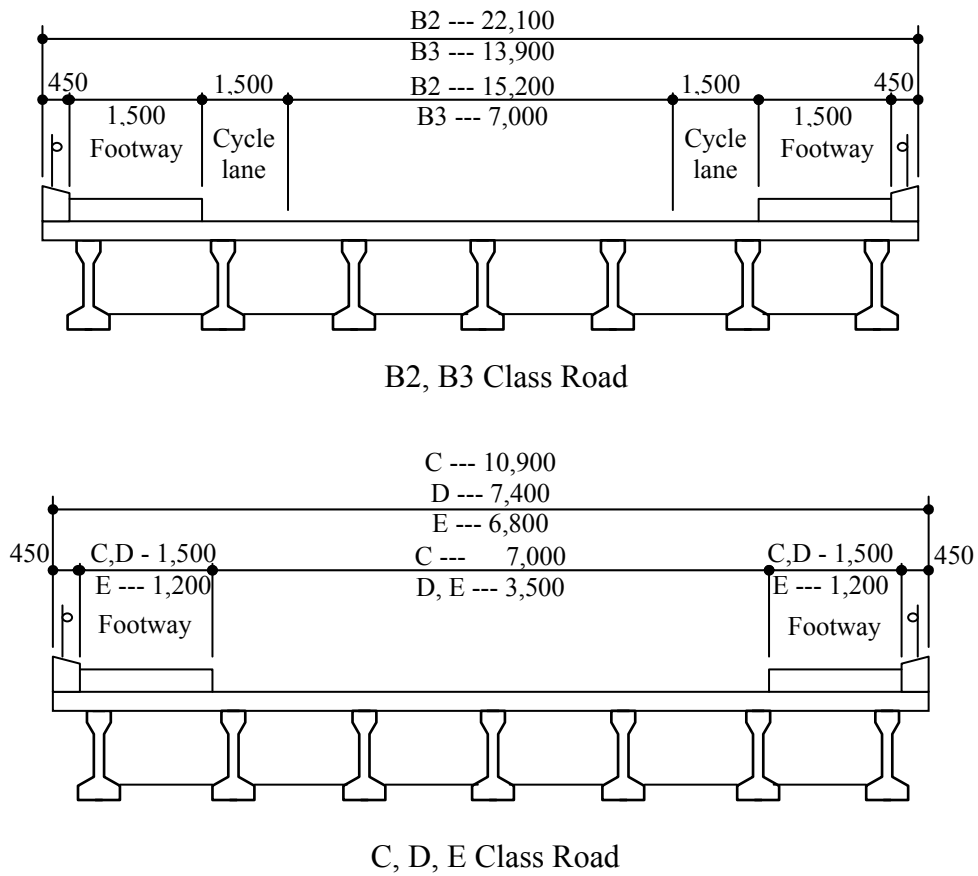 B2 --- 22,100
B3 --- 13,900
450 1,500 B2 --- 15,200 1,500 450
1,500 B3 --- 7,000 1,500
Footway Cycle lane Cycle lane Footway
B2, B3 Class Road
C --- 10,900
D --- 7,400
E --- 6,800
450 C,D - 1,500 C --- 7,000 C,D - 1,500 450
E --- 1,200 D, E --- 3,500 E --- 1,200
Footway Footway
C, D, E Class Road